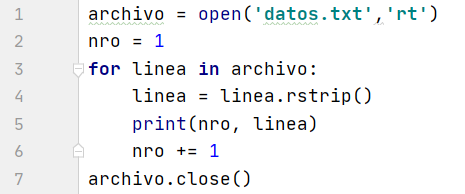 1 archivo = open('datos.txt','rt')
2 nro = 1
3 for linea in archivo:
4     linea = linea.rstrip()
5     print(nro, linea)
6     nro += 1
7 archivo.close()